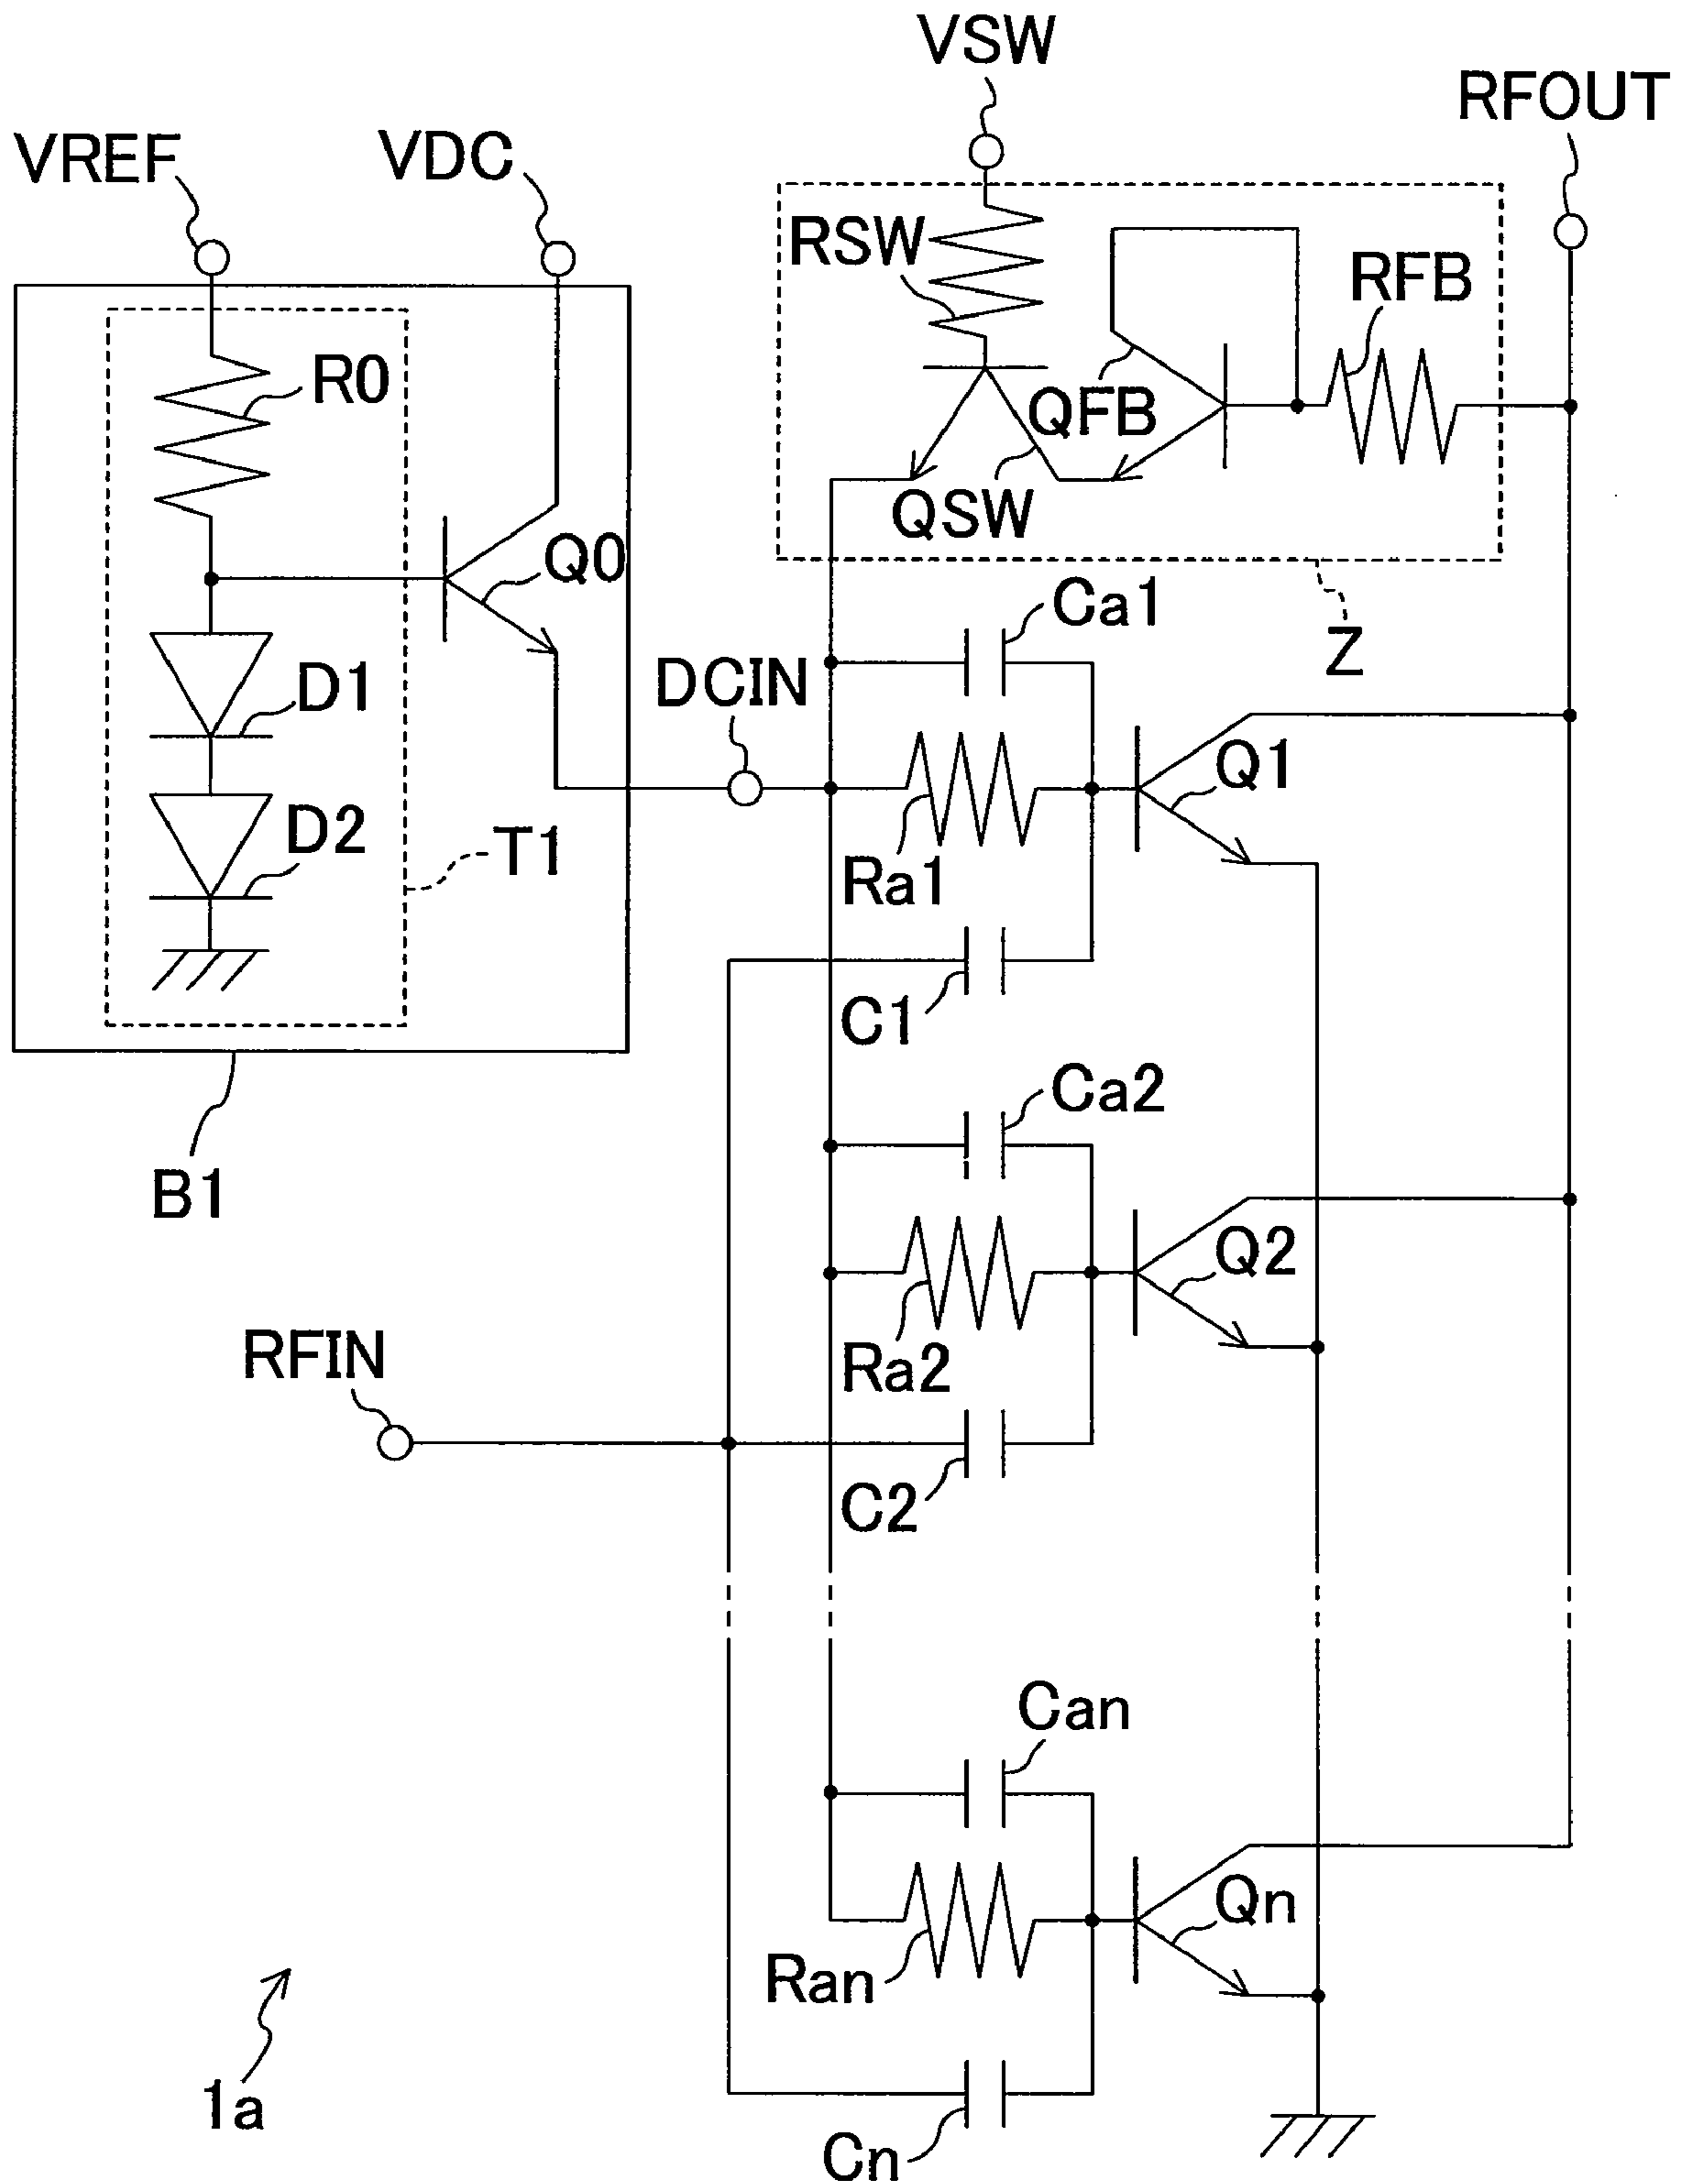 VSW
RFOUT
VREF
VDC
RSW
RFB
R0
QFB
QSW
Q0
Ca1
Z
DCIN
D1
Q1
D2
T1
Ra1
C1
Ca2
B1
Q2
RFIN
Ra2
C2
Can
Qn
Ran
1a
Cn